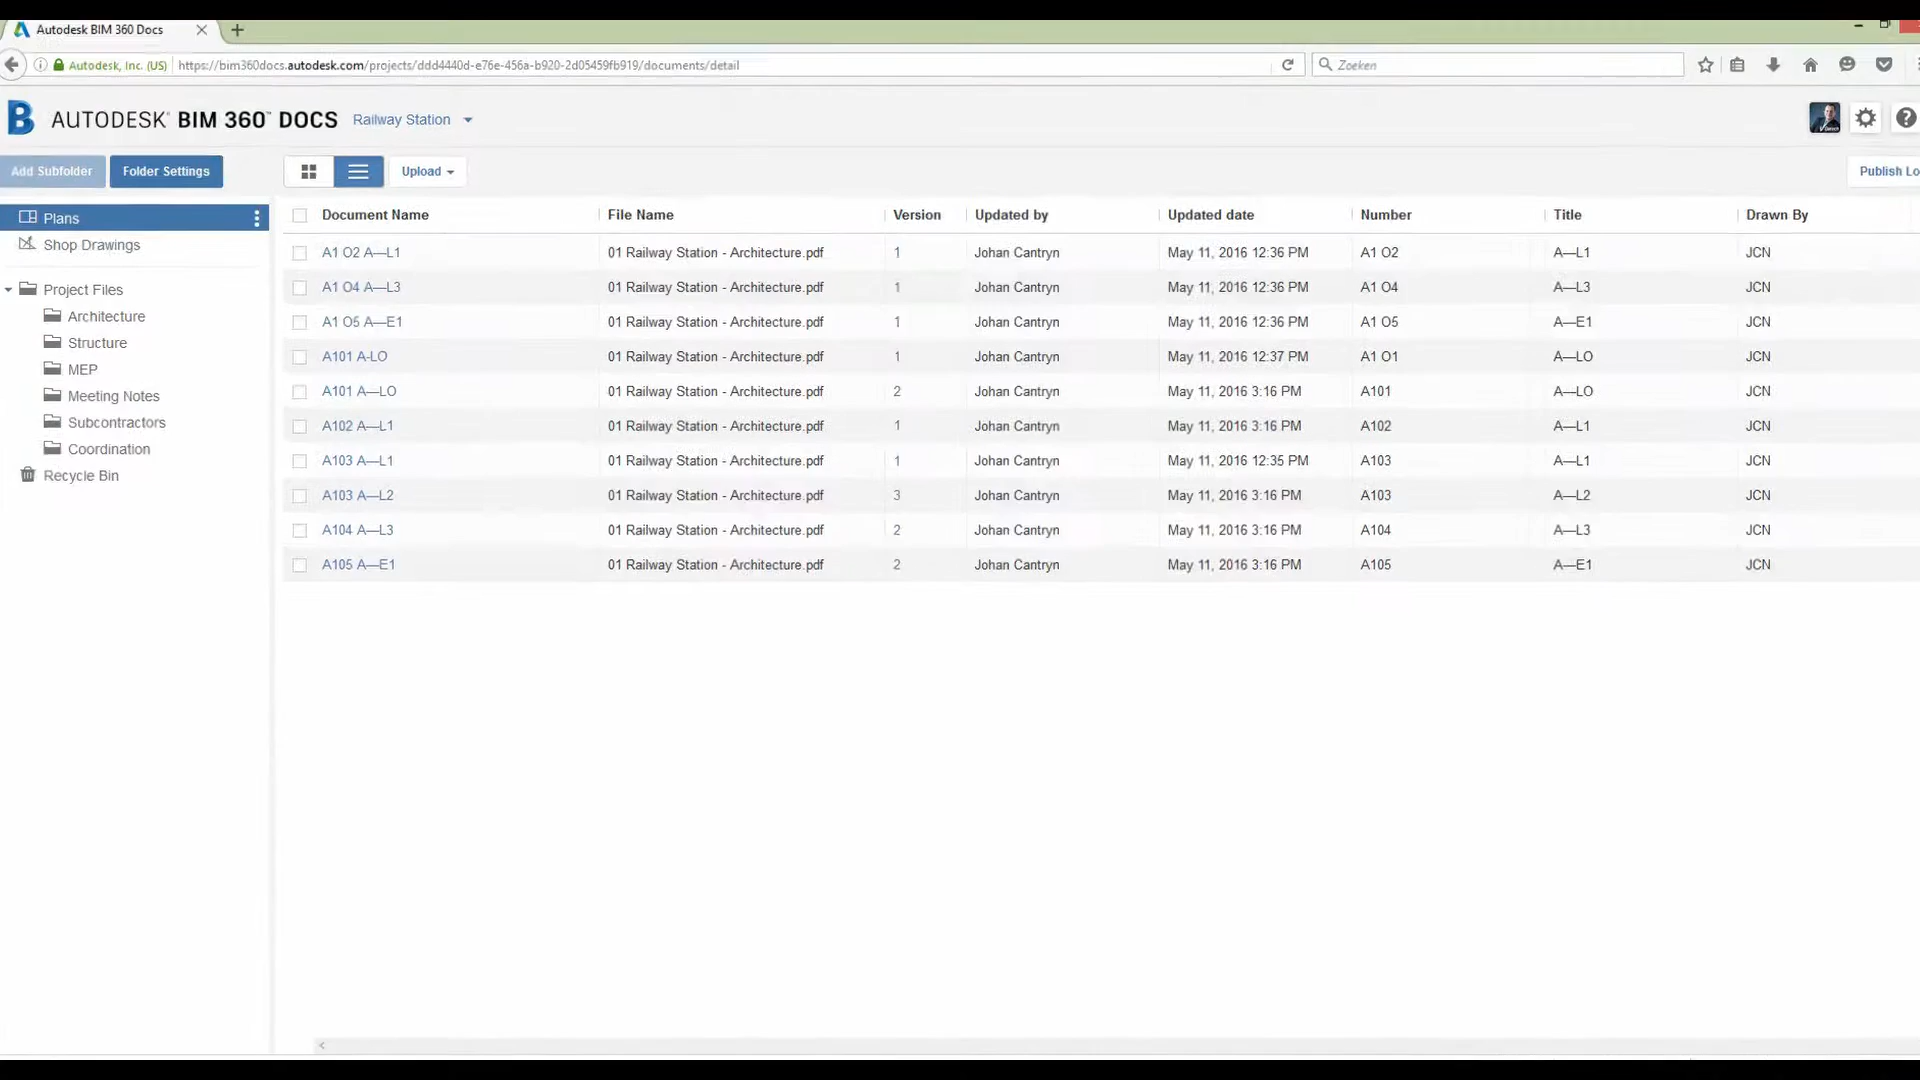 Autodesk BIM 360 Docs
Autodesk, Inc. (US) https://bim360docs.autodesk.com/projects/ddd4440d-e76e-456a-b920-2d05459fb919/documents/detail Zoeken
B AUTODESK® BIM 360™ DOCS Railway Station
Add Subfolder Folder Settings Upload Publish Lo
Plans
Shop Drawings
Project Files
Architecture
Structure
MEP
Meeting Notes
Subcontractors
Coordination
Recycle Bin
Document Name File Name Version Updated by Updated date Number Title Drawn By
A1 O2 A—L1 01 Railway Station - Architecture.pdf 1 Johan Cantryn May 11, 2016 12:36 PM A1 O2 A—L1 JCN
A1 O4 A—L3 01 Railway Station - Architecture.pdf 1 Johan Cantryn May 11, 2016 12:36 PM A1 O4 A—L3 JCN
A1 O5 A—E1 01 Railway Station - Architecture.pdf 1 Johan Cantryn May 11, 2016 12:36 PM A1 O5 A—E1 JCN
A101 A-LO 01 Railway Station - Architecture.pdf 1 Johan Cantryn May 11, 2016 12:37 PM A1 O1 A—LO JCN
A101 A—LO 01 Railway Station - Architecture.pdf 2 Johan Cantryn May 11, 2016 3:16 PM A101 A—LO JCN
A102 A—L1 01 Railway Station - Architecture.pdf 1 Johan Cantryn May 11, 2016 3:16 PM A102 A—L1 JCN
A103 A—L1 01 Railway Station - Architecture.pdf 1 Johan Cantryn May 11, 2016 12:35 PM A103 A—L1 JCN
A103 A—L2 01 Railway Station - Architecture.pdf 3 Johan Cantryn May 11, 2016 3:16 PM A103 A—L2 JCN
A104 A—L3 01 Railway Station - Architecture.pdf 2 Johan Cantryn May 11, 2016 3:16 PM A104 A—L3 JCN
A105 A—E1 01 Railway Station - Architecture.pdf 2 Johan Cantryn May 11, 2016 3:16 PM A105 A—E1 JCN